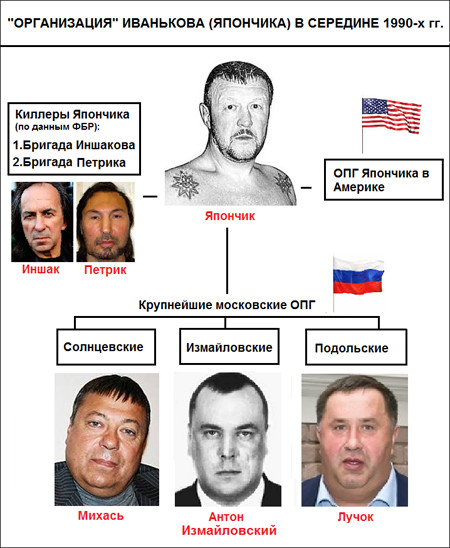 "ОРГАНИЗАЦИЯ" ИВАНЬКОВА (ЯПОНЧИКА) В СЕРЕДИНЕ 1990-х гг.
Киллеры Япончика
(по данным ФБР):
1.Бригада Иншакова
2.Бригада Петрика
Иншак
Петрик
Япончик
ОПГ Япончика в
Америке
Крупнейшие московские ОПГ
Солнцевские
Измайловские
Подольские
Михась
Антон
Измайловский
Лучок